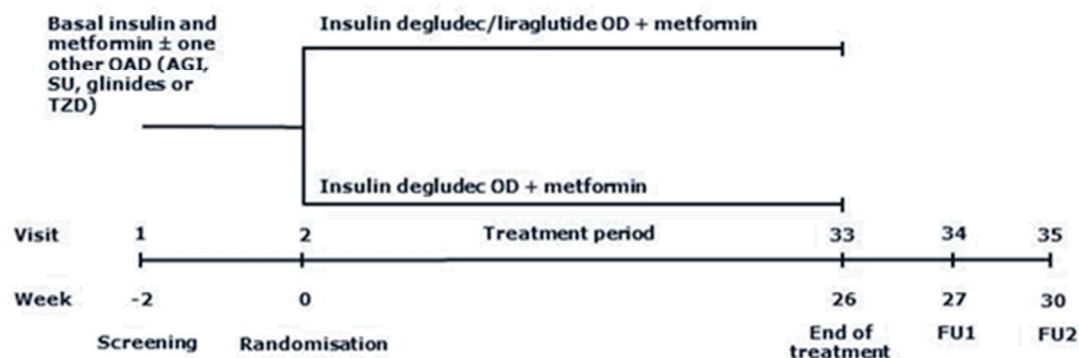 Basal insulin and
metformin ± one
other OAD (AGI,
SU, glinides or
TZD)
Insulin degludec/liraglutide OD + metformin
Insulin degludec OD + metformin
Visit 1 2 Treatment period 33 34 35
Week -2 0 26 27 30
Screening Randomisation End of treatment FU1 FU2